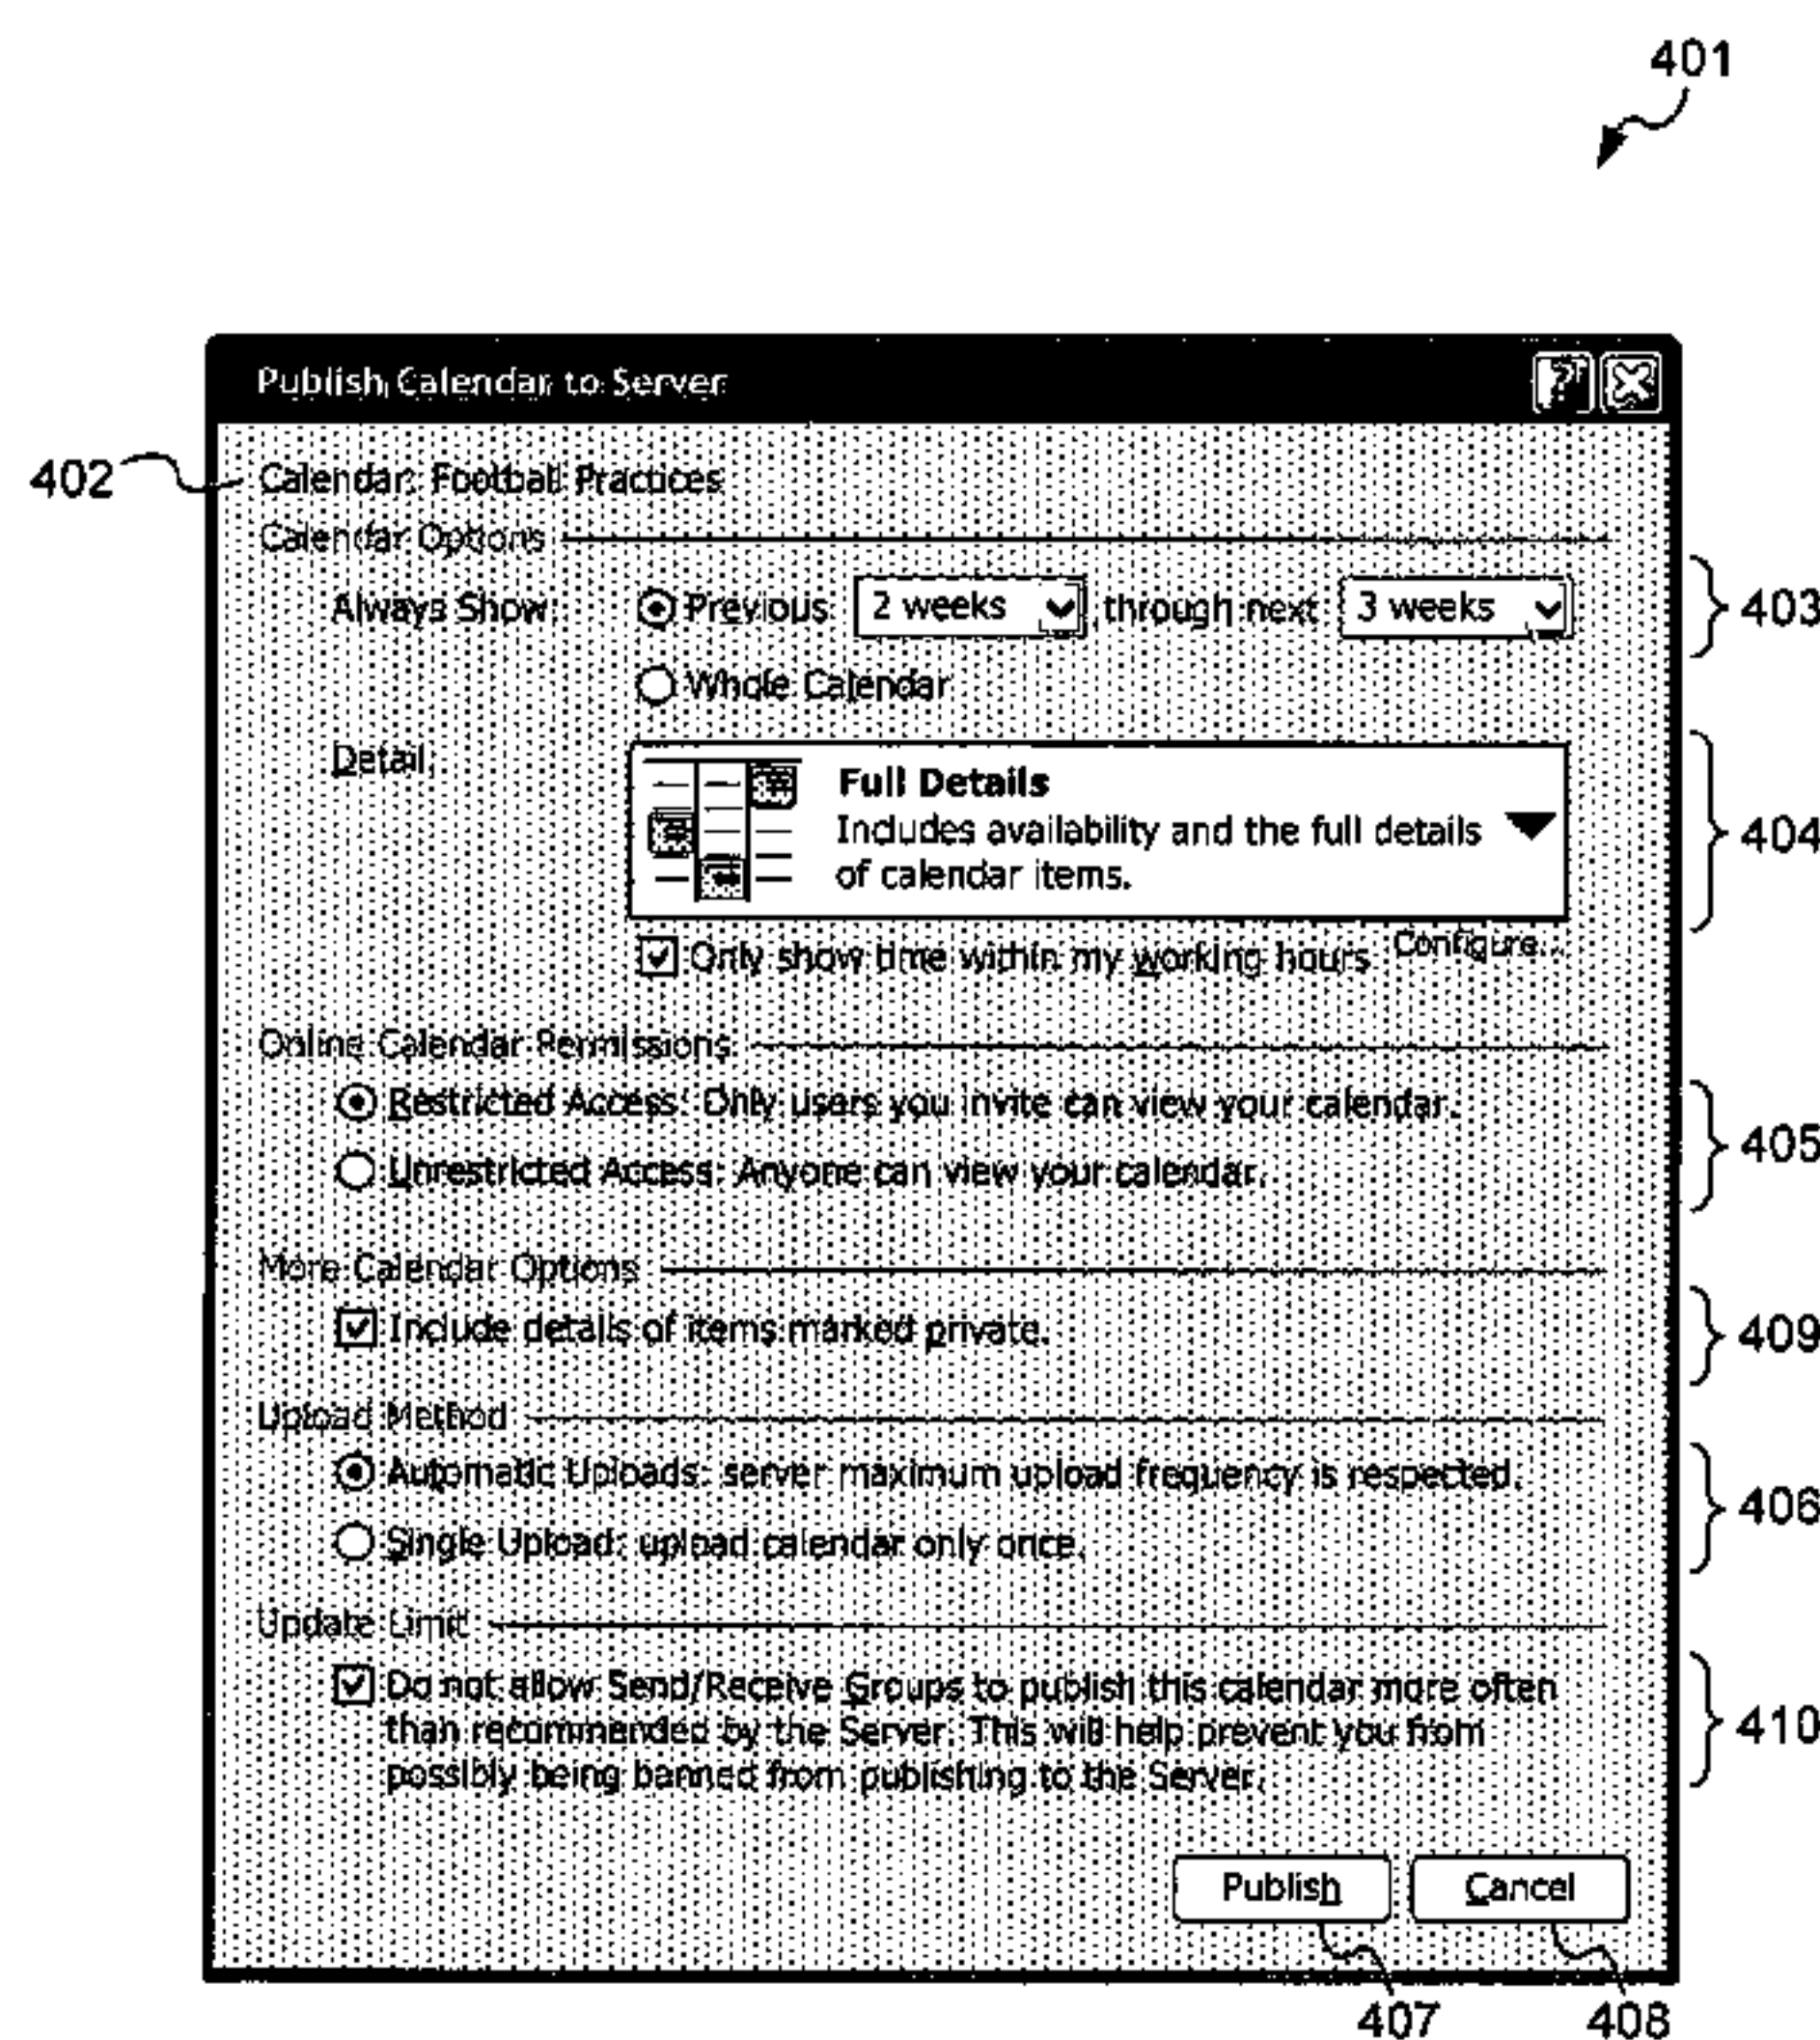 401
Publish Calendar to Server
402 Calendar: Football Practices
Calendar Options
Always Show: Previous 2 weeks through next 3 weeks 403
Whole Calendar
Detail: Full Details
Includes availability and the full details
of calendar items. 404
Only show time within my working hours Configure...
Online Calendar Permissions
Restricted Access: Only users you invite can view your calendar.
405
Unrestricted Access: Anyone can view your calendar.
More Calendar Options
Include details of items marked private. 409
Upload Method
Automatic Uploads: server maximum upload frequency is respected.
406
Single Upload: upload calendar only once.
Update Limit
Do not allow Send/Receive Groups to publish this calendar more often
than recommended by the Server. This will help prevent you from 410
possibly being banned from publishing to the Server.
Publish Cancel
407 408